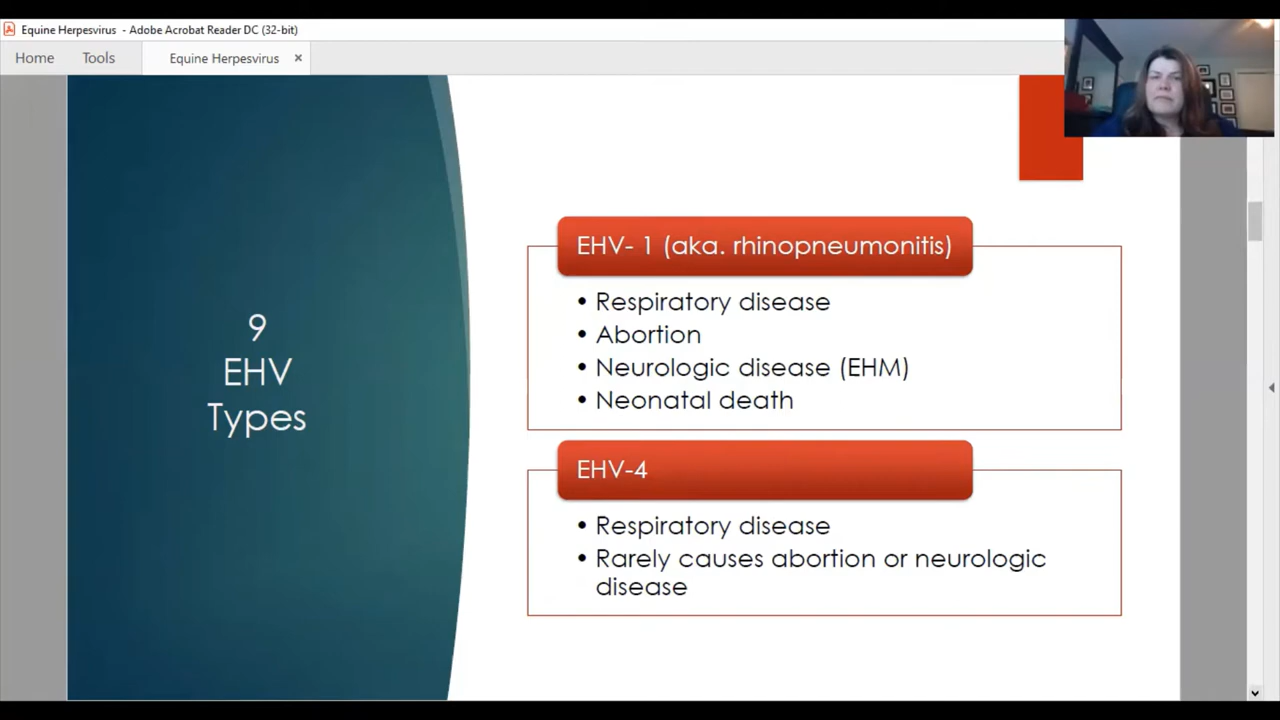 Equine Herpesvirus - Adobe Acrobat Reader DC (32-bit)
Home Tools Equine Herpesvirus ×
9
EHV
Types
EHV- 1 (aka. rhinopneumonitis)
• Respiratory disease
• Abortion
• Neurologic disease (EHM)
• Neonatal death
EHV-4
• Respiratory disease
• Rarely causes abortion or neurologic
disease